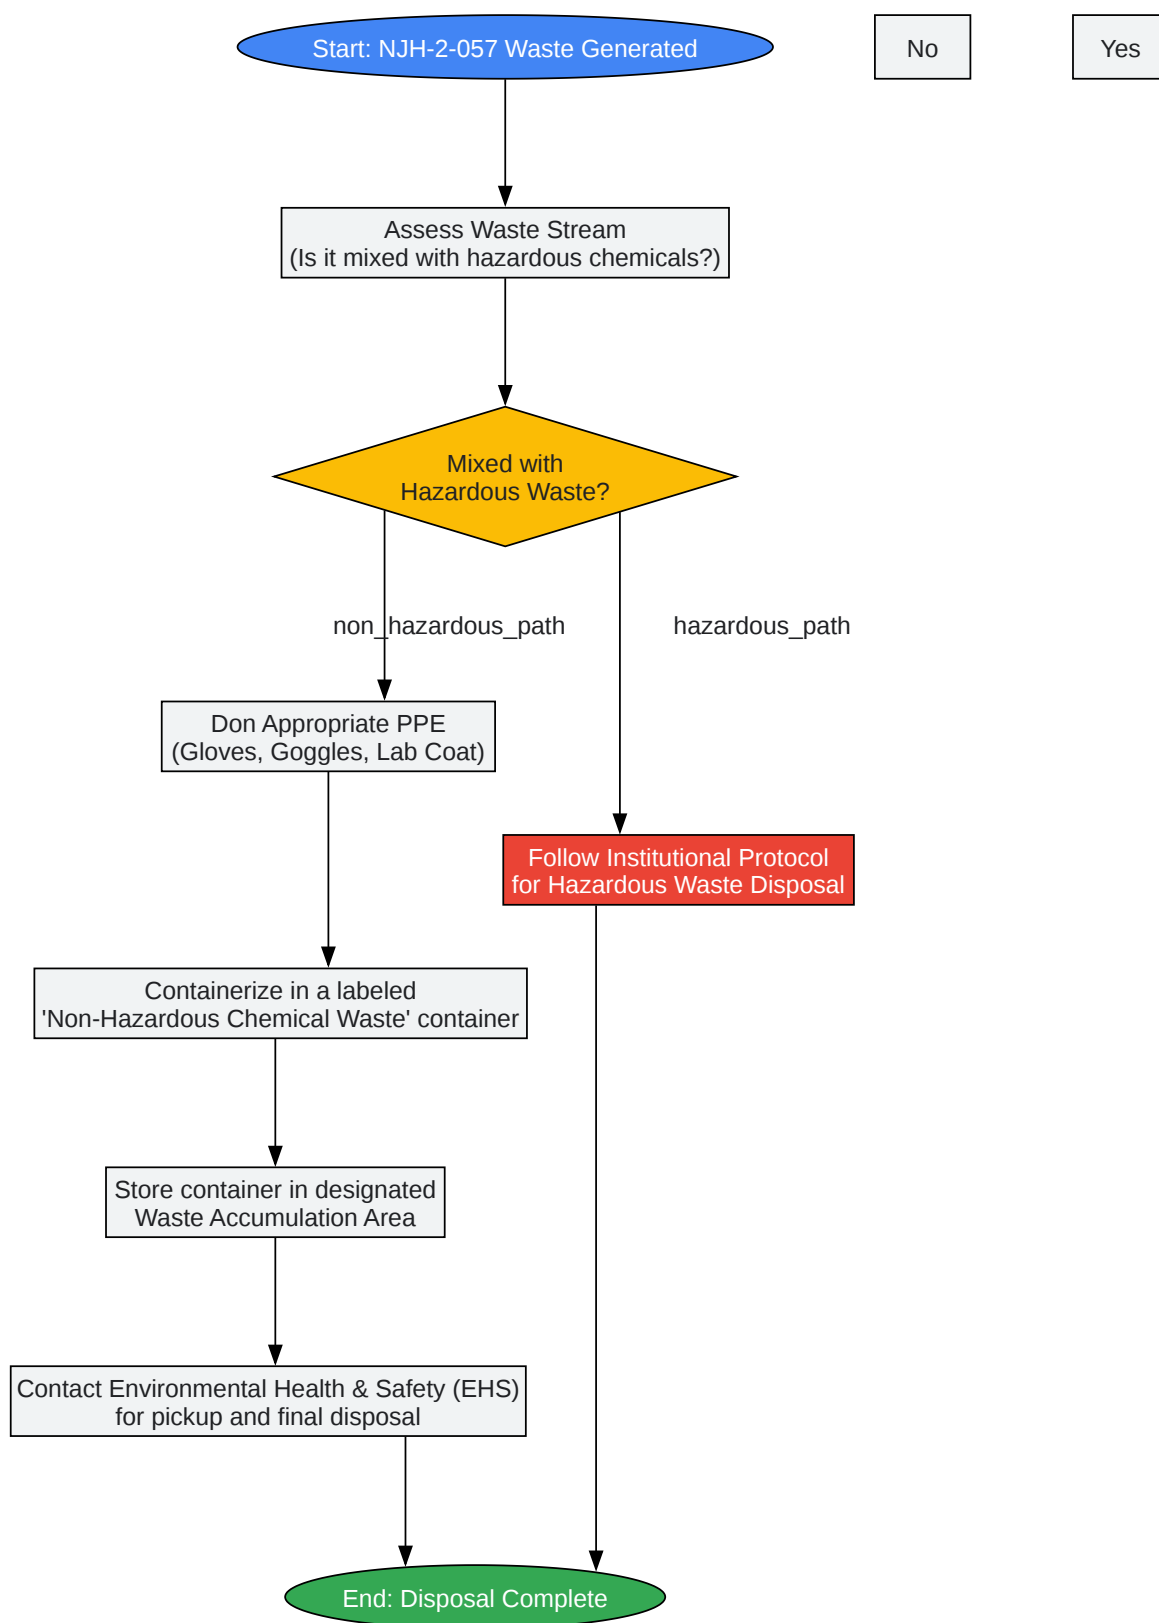 Start: NJH-2-057 Waste Generated
No
Yes
Assess Waste Stream
(Is it mixed with hazardous chemicals?)
Mixed with
Hazardous Waste?
non_hazardous_path
hazardous_path
Don Appropriate PPE
(Gloves, Goggles, Lab Coat)
Follow Institutional Protocol
for Hazardous Waste Disposal
Containerize in a labeled
'Non-Hazardous Chemical Waste' container
Store container in designated
Waste Accumulation Area
Contact Environmental Health & Safety (EHS)
for pickup and final disposal
End: Disposal Complete